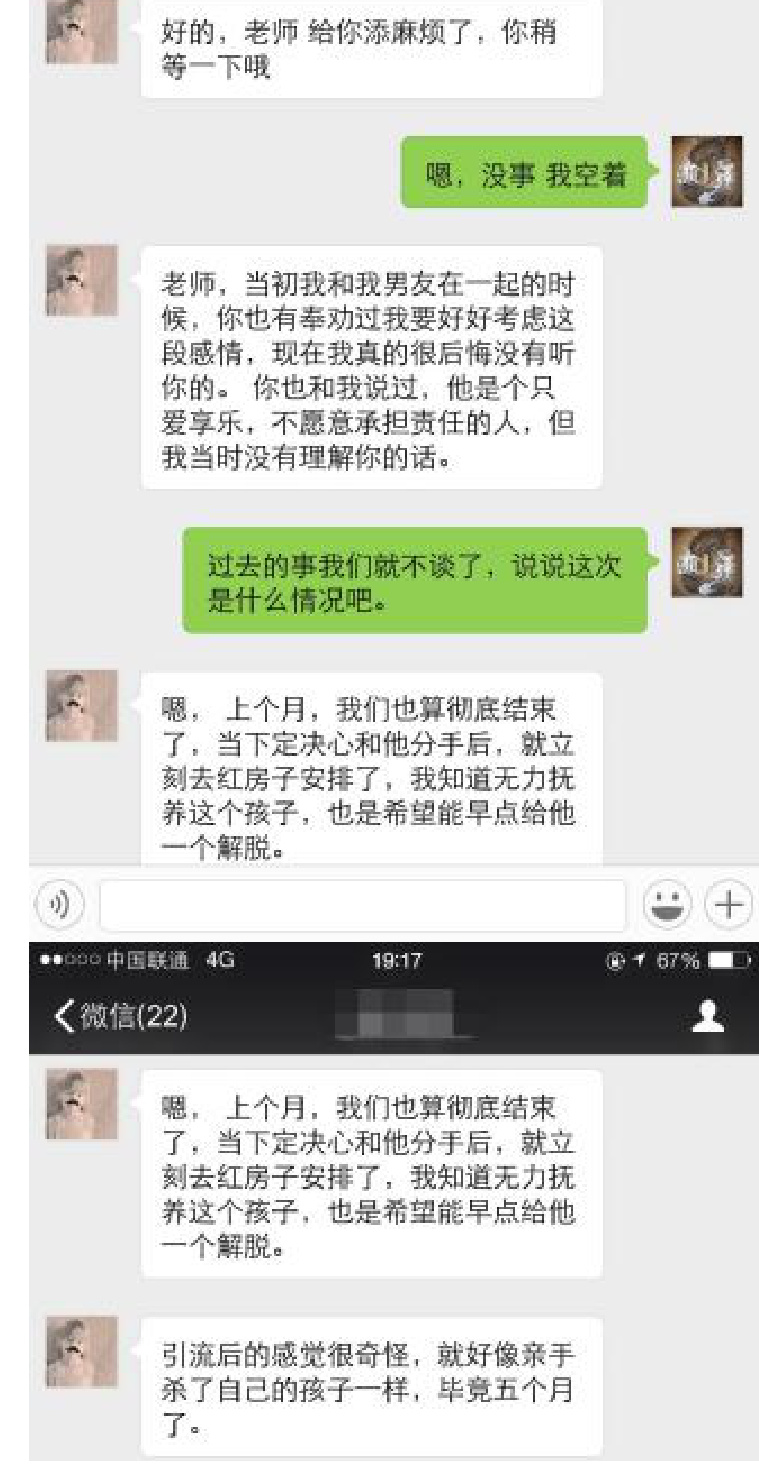 好的，老师 给你添麻烦了，你稍
等一下哦
嗯，没事 我空着
老师，当初我和我男友在一起的时
候，你也有奉劝过我要好好考虑这
段感情，现在我真的很后悔没有听
你的。 你也和我说过，他是个只
爱享乐，不愿意承担责任的人，但
我当时没有理解你的话。
过去的事我们就不谈了，说说这次
是什么情况吧。
嗯， 上个月，我们也算彻底结束
了，当下定决心和他分手后，就立
刻去红房子安排了，我知道无力抚
养这个孩子，也是希望能早点给他
一个解脱。
中国联通 4G 19:17 67%
微信(22)
嗯， 上个月，我们也算彻底结束
了，当下定决心和他分手后，就立
刻去红房子安排了，我知道无力抚
养这个孩子，也是希望能早点给他
一个解脱。
引流后的感觉很奇怪，就好像亲手
杀了自己的孩子一样，毕竟五个月
了。